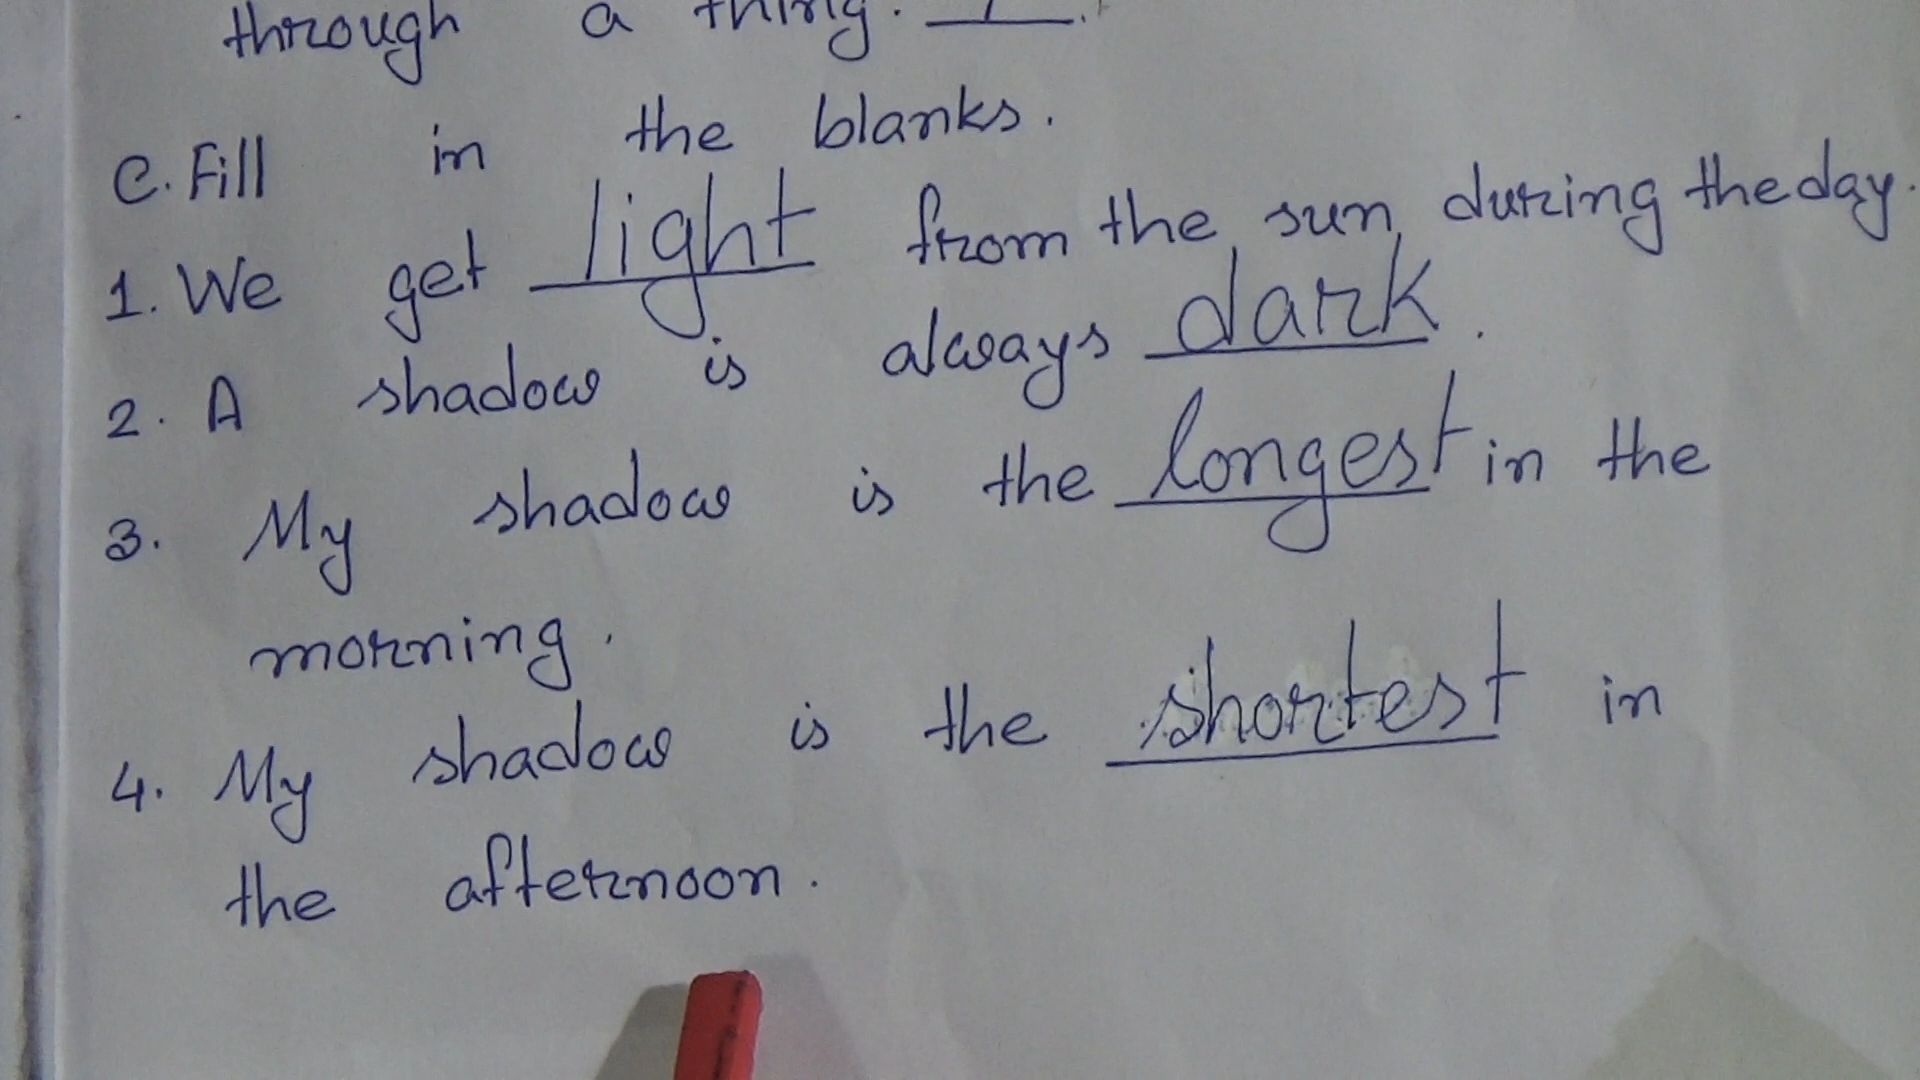 through a thing.
C. Fill in the blanks.
1. We get light from the sun during the day.
2. A shadow is always dark.
3. My shadow is the longest in the
morning.
4. My shadow is the shortest in
the afternoon.